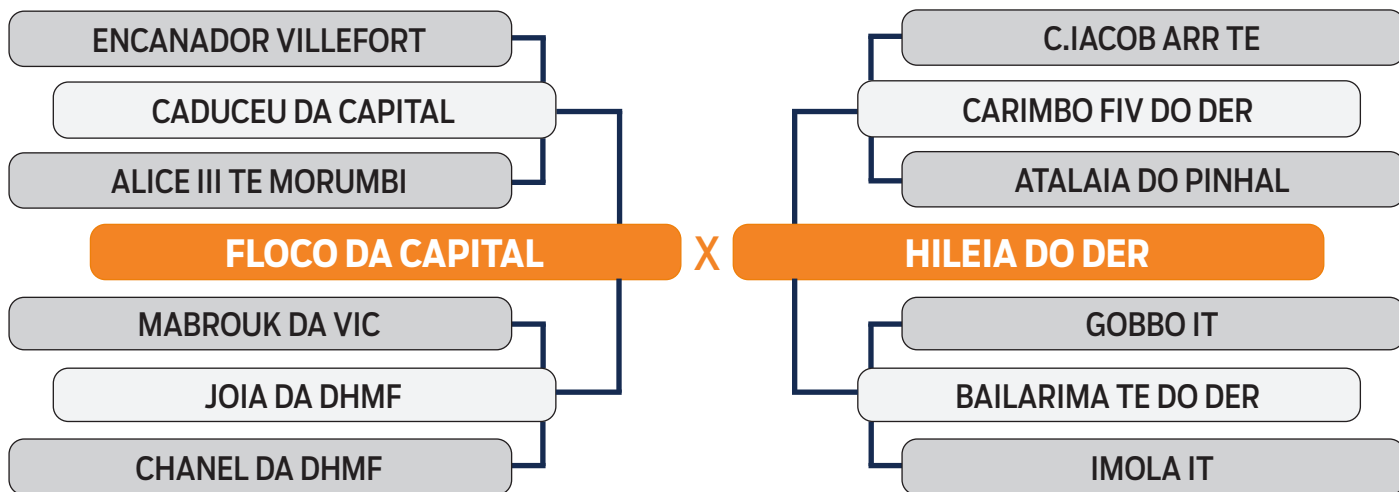 ENCANADOR VILLEFORT
C.IACOB ARR TE
CADUCEU DA CAPITAL
CARIMBO FIV DO DER
ALICE III TE MORUMBI
ATALAIA DO PINHAL
FLOCO DA CAPITAL X HILEIA DO DER
MABROUK DA VIC
GOBBO IT
JOIA DA DHMF
BAILARIMA TE DO DER
CHANEL DA DHMF
IMOLA IT